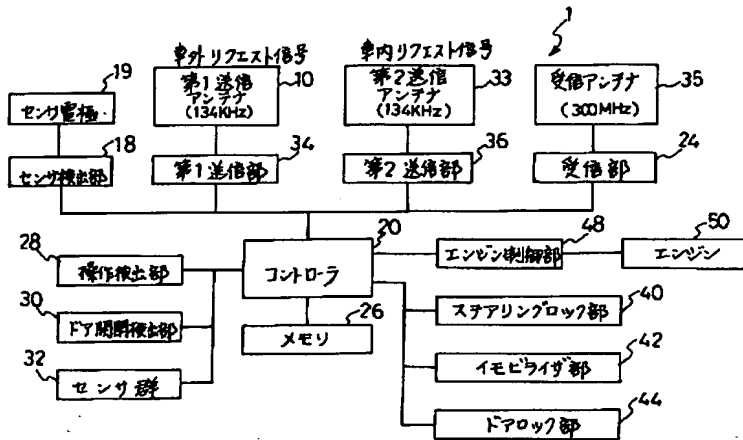 車外リクエスト信号
車内リクエスト信号
1
19
センサ電極
第1送信
アンテナ
(134KHz)
10
第2送信
アンテナ
(134KHz)
33
受信アンテナ
(300MHz)
35
18
センサ検出部
第1送信部
34
第2送信部
36
受信部
24
20
コントローラ
28
操作検出部
30
ドア開閉検出部
32
センサ群
26
メモリ
48
エンジン制御部
50
エンジン
ステアリングロック部
40
イモビライザ部
42
ドアロック部
44